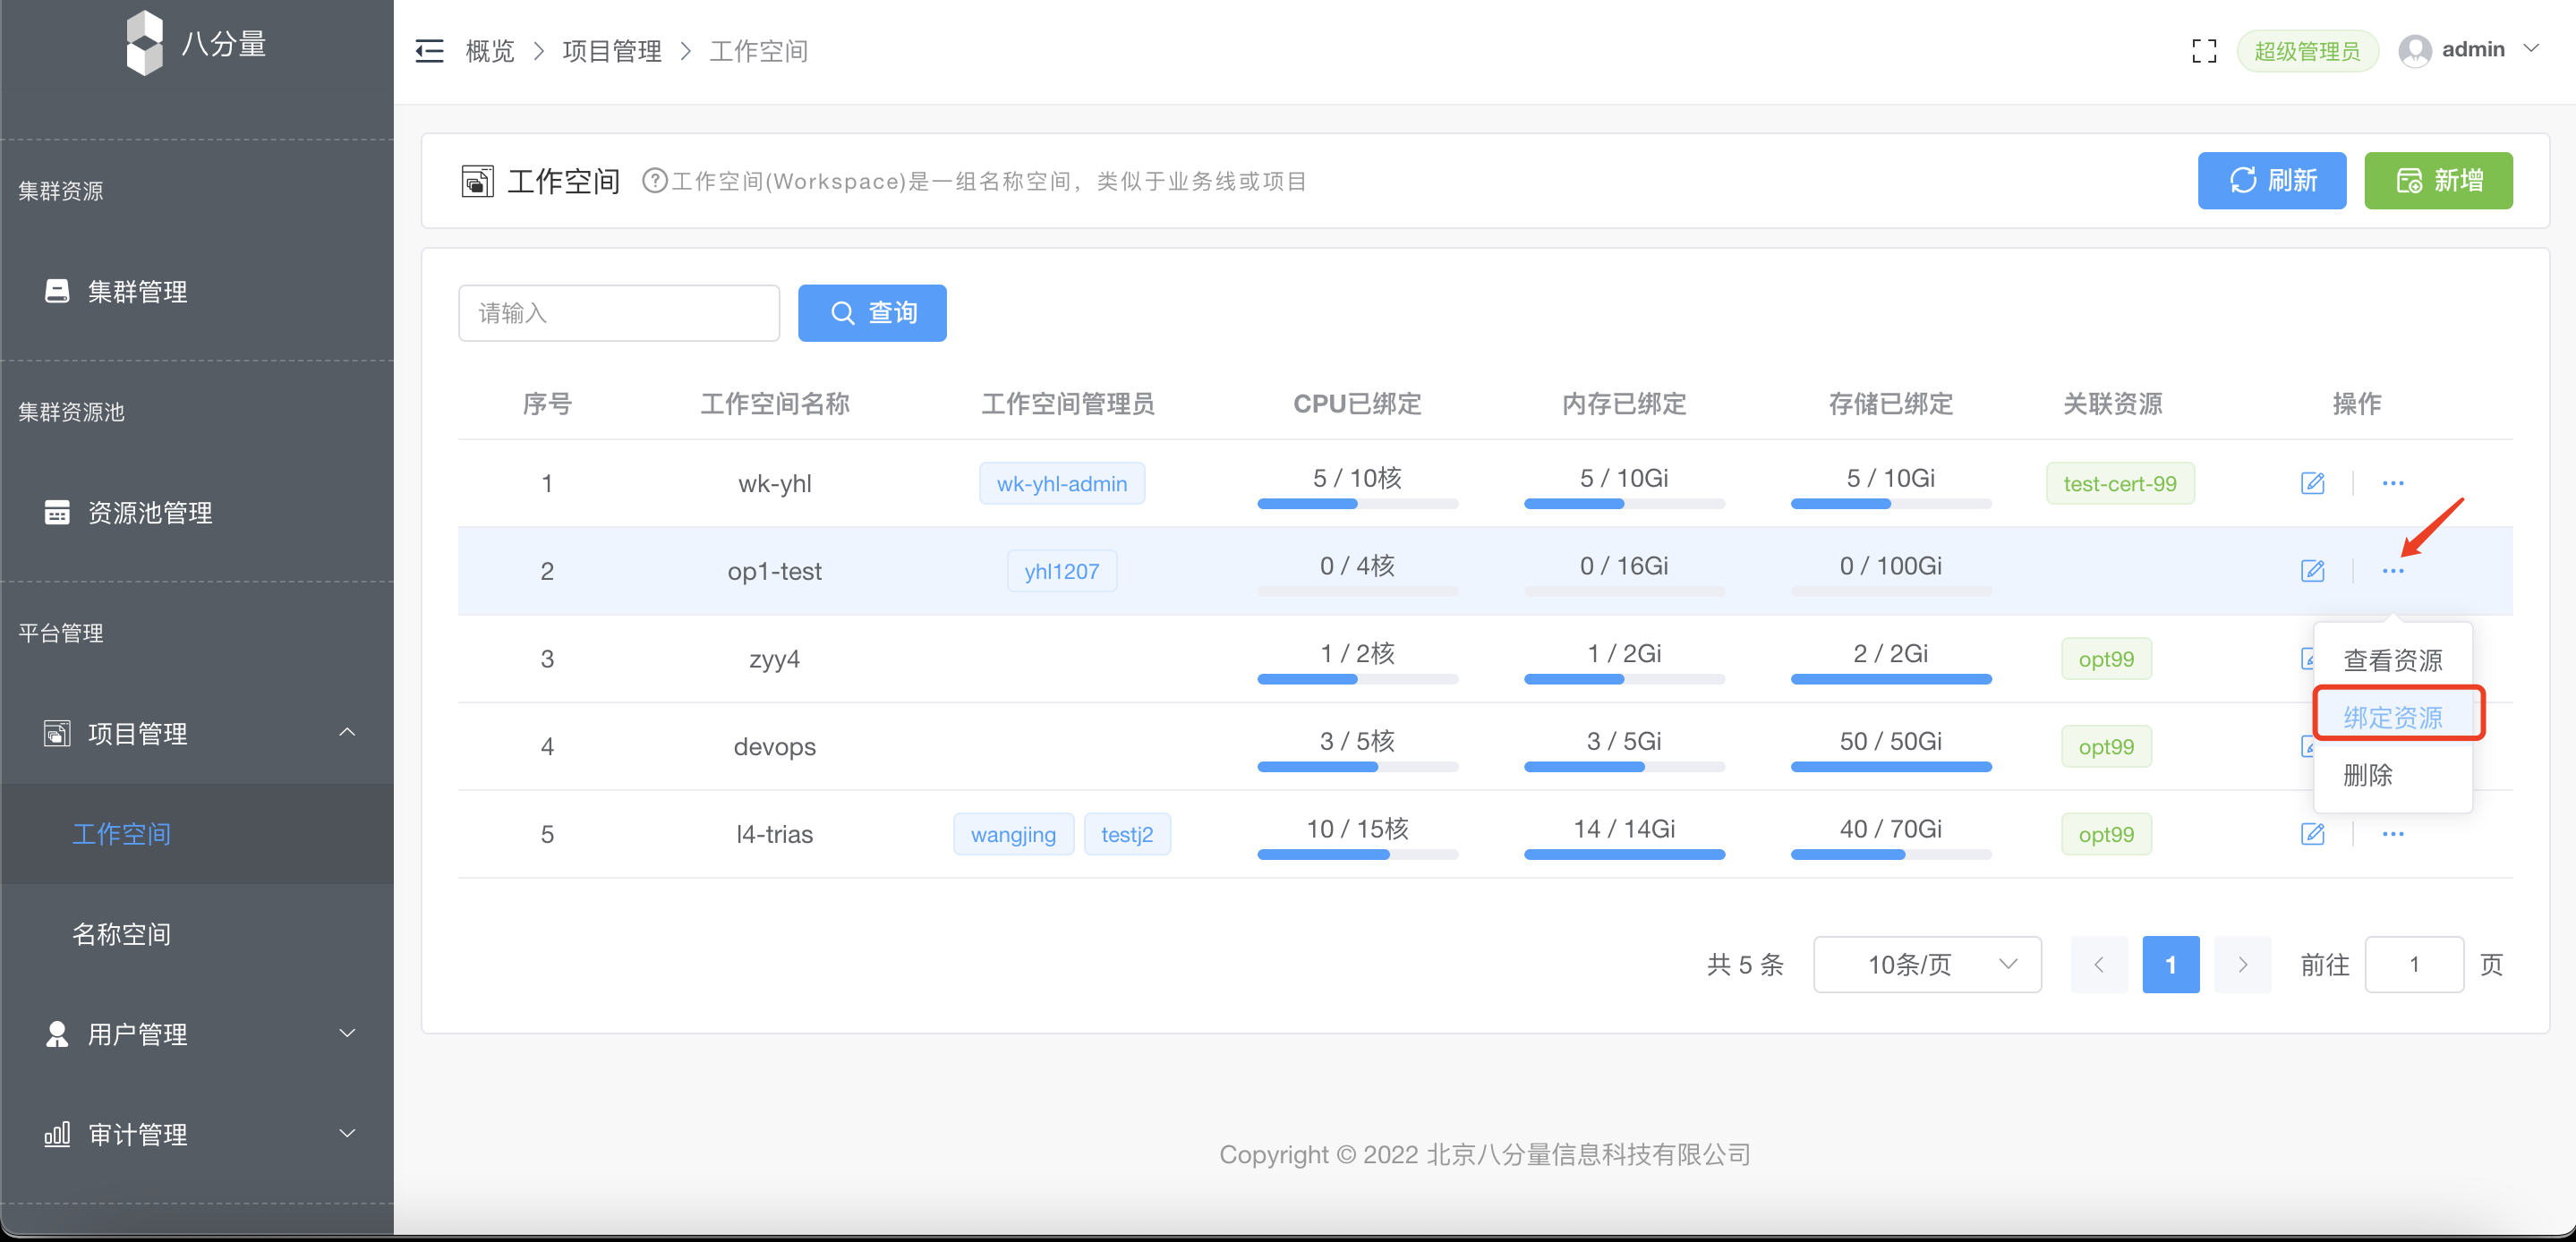 八分量
概览 > 项目管理 > 工作空间
超级管理员 admin
集群资源
集群管理
集群资源池
资源池管理
平台管理
项目管理
工作空间
名称空间
用户管理
审计管理
工作空间 工作空间(Workspace)是一组名称空间，类似于业务线或项目
刷新 新增
请输入 查询
序号 工作空间名称 工作空间管理员 CPU已绑定 内存已绑定 存储已绑定 关联资源 操作
1 wk-yhl wk-yhl-admin 5 / 10核 5 / 10Gi 5 / 10Gi test-cert-99
2 op1-test yhl1207 0 / 4核 0 / 16Gi 0 / 100Gi
3 zyy4 1 / 2核 1 / 2Gi 2 / 2Gi opt99
4 devops 3 / 5核 3 / 5Gi 50 / 50Gi opt99
5 l4-trias wangjing testj2 10 / 15核 14 / 14Gi 40 / 70Gi opt99
查看资源
绑定资源
删除
共 5 条 10条/页 1 前往 1 页
Copyright © 2022 北京八分量信息科技有限公司